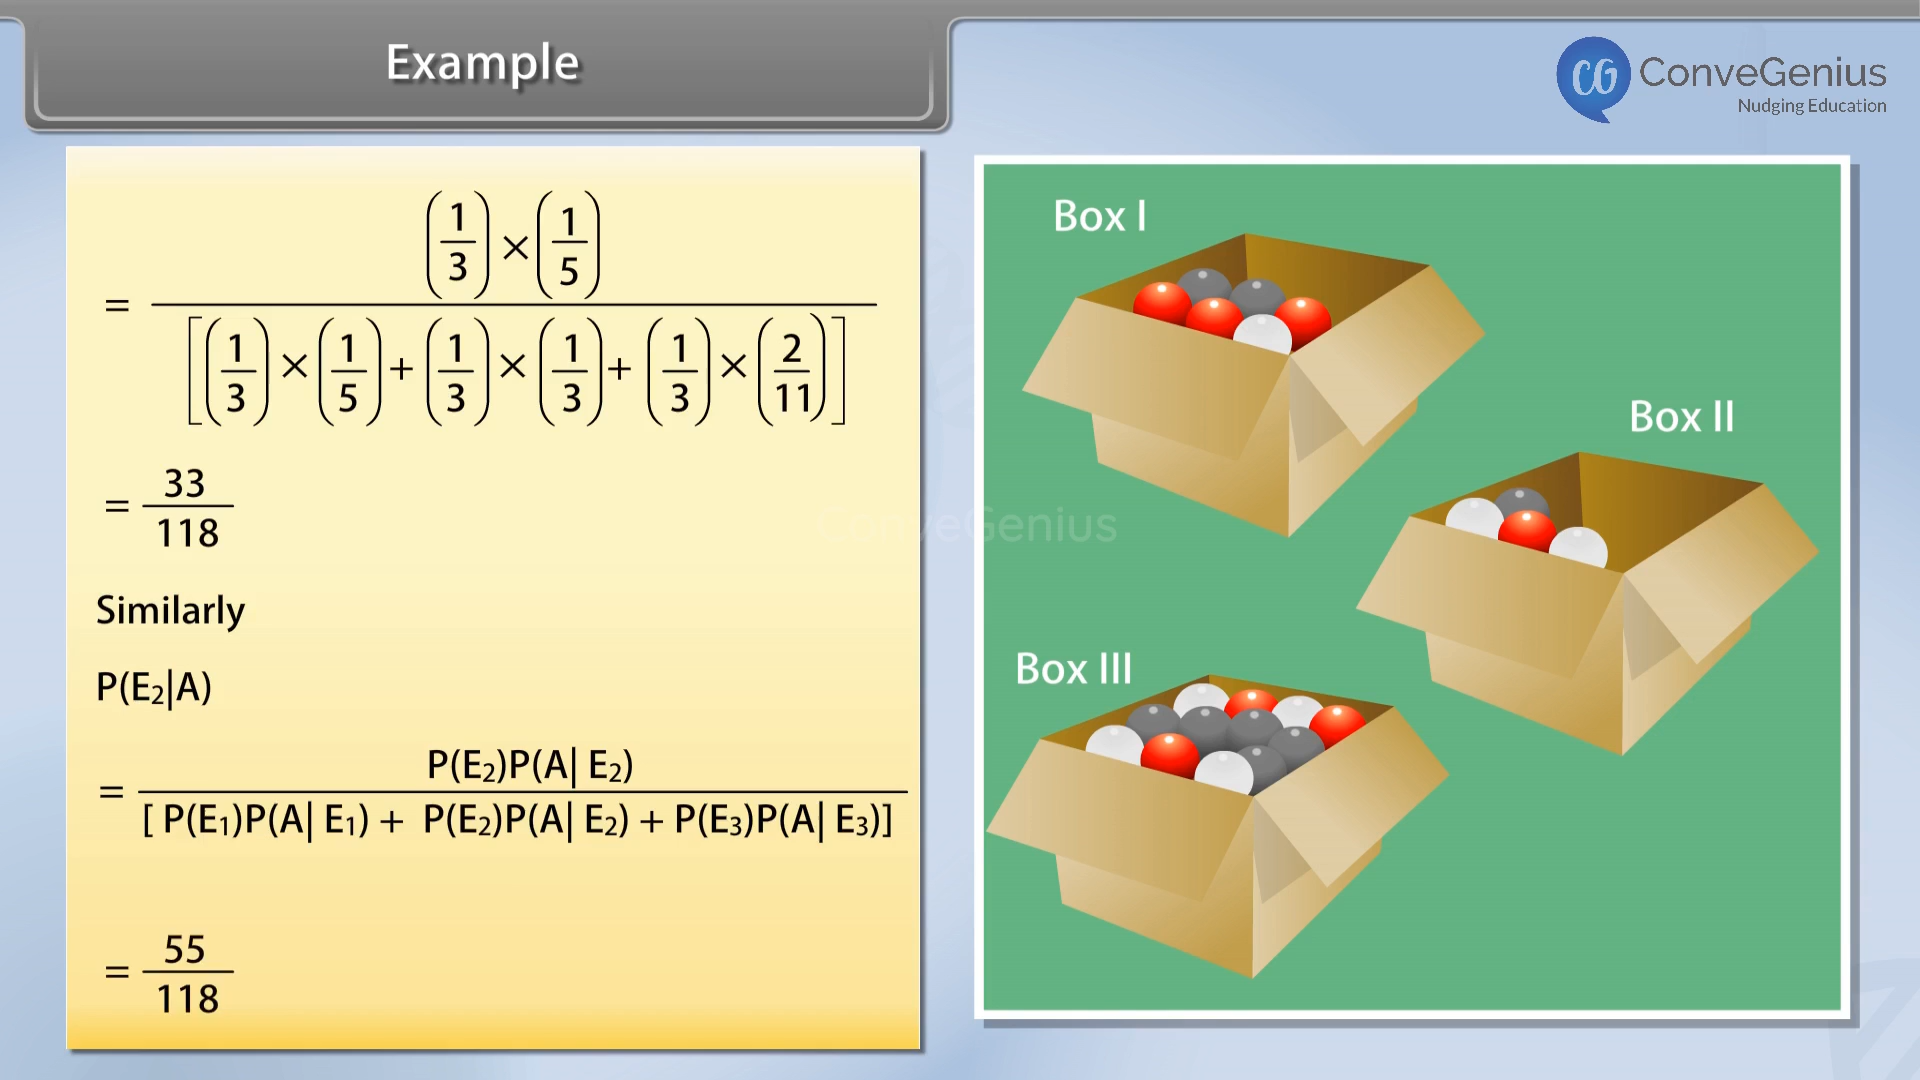 Example
CG ConveGenius
Nudging Education
= (1/3) × (1/5) / [(1/3) × (1/5) + (1/3) × (1/3) + (1/3) × (2/11)]
= 33/118
Similarly
P(E₂|A)
= P(E₂)P(A| E₂) / [ P(E₁)P(A| E₁) + P(E₂)P(A| E₂) + P(E₃)P(A| E₃)]
= 55/118
Box I
Box II
Box III
ConveGenius